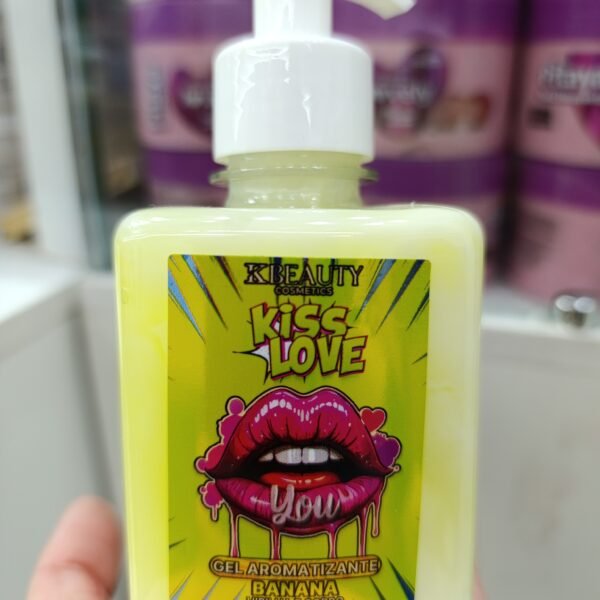 KBEAUTY
COSMETICS
KiSS
LOVE
You
GEL AROMATIZANTE
BANANA